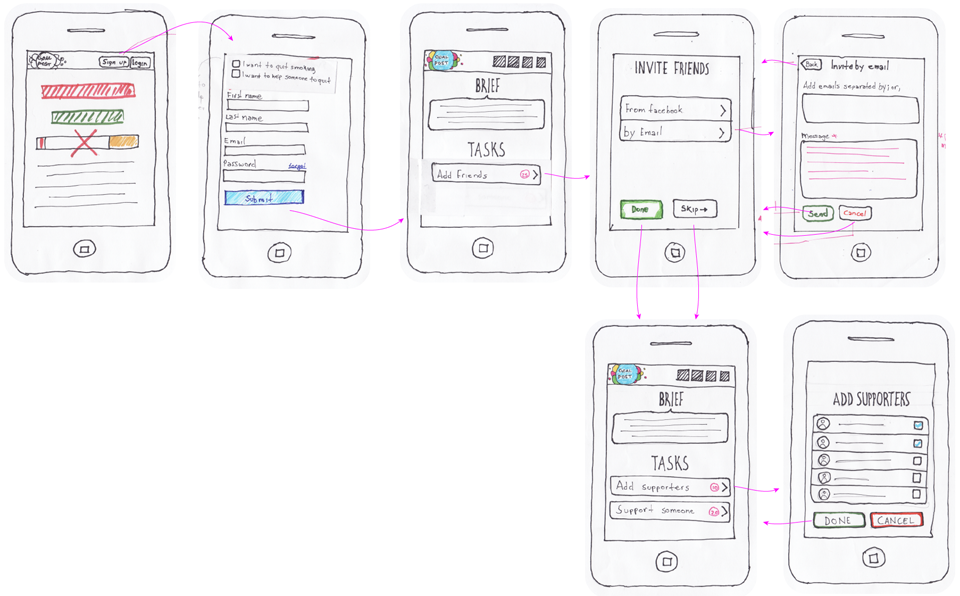 Sign up
Login
I want to quit smoking
I want to help someone to quit
First name
Last name
Email
Password
Submit
POST
BRIEF
TASKS
Add Friends
INVITE FRIENDS
From facebook
by Email
Done
Skip→
Back
Invite by email
Add emails separated by ; or ,
Message
Send
Cancel
POST
BRIEF
TASKS
Add supporters
Support someone
ADD SUPPORTERS
DONE
CANCEL